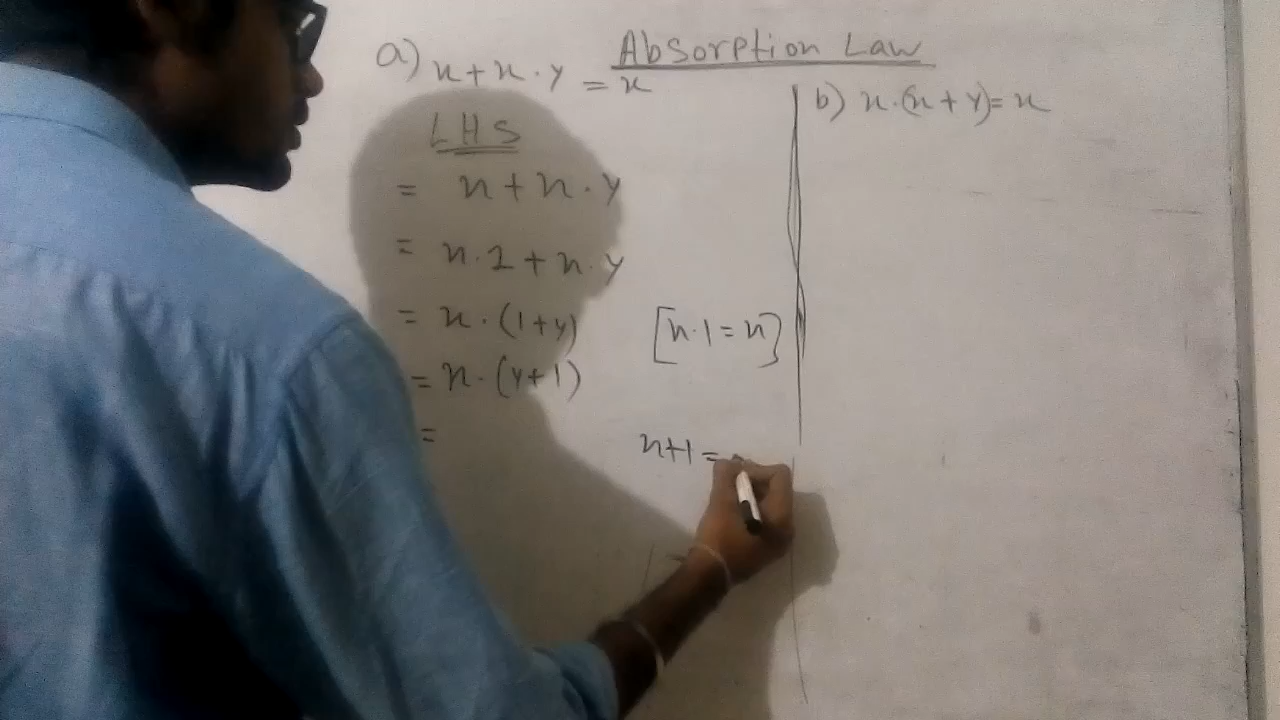 Absorption Law
a) x+x.y = x
LHS
= x+x.y
= x.1+x.y
= x.(1+y) [x.1=x]
= x.(y+1)
=
x+1=
b) x.(x+y)=x